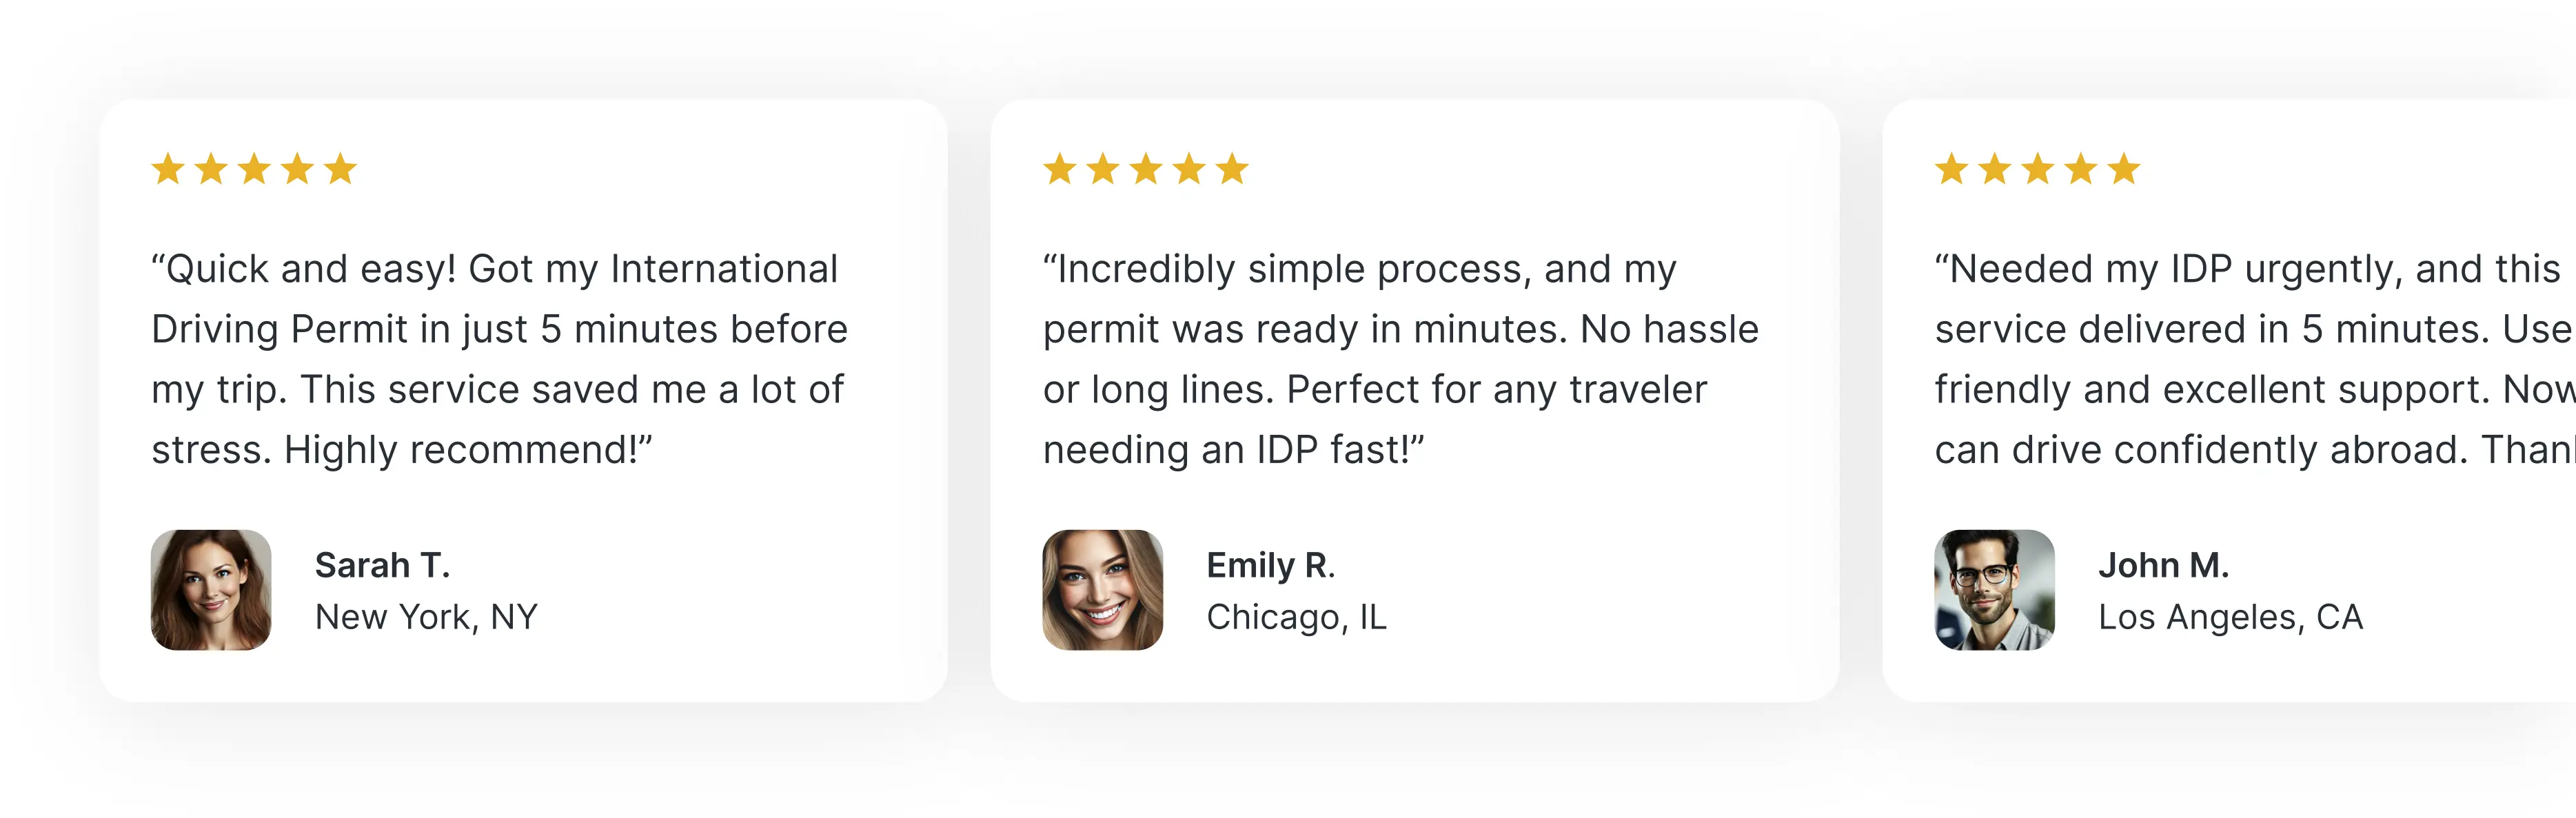 “Quick and easy! Got my International
Driving Permit in just 5 minutes before
my trip. This service saved me a lot of
stress. Highly recommend!”
Sarah T.
New York, NY
“Incredibly simple process, and my
permit was ready in minutes. No hassle
or long lines. Perfect for any traveler
needing an IDP fast!”
Emily R.
Chicago, IL
“Needed my IDP urgently, and this
service delivered in 5 minutes. Use
friendly and excellent support. Now
can drive confidently abroad. Than
John M.
Los Angeles, CA